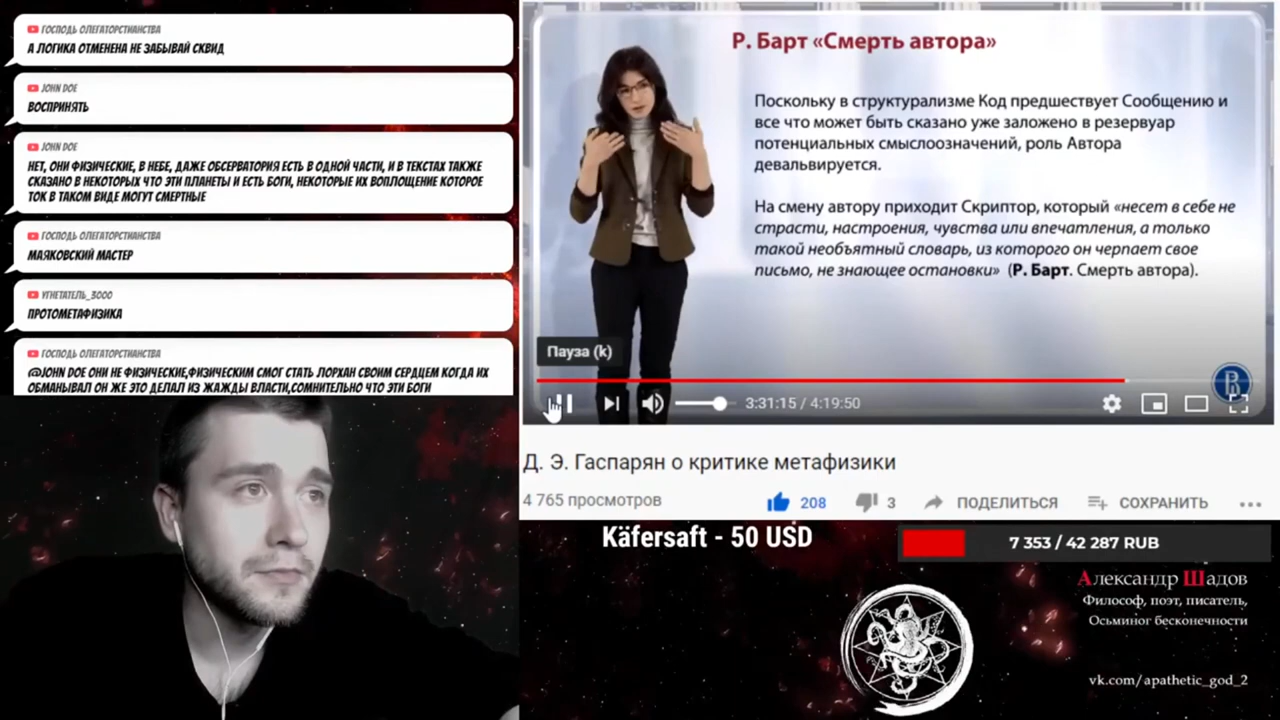 ГОСПОДЬ ОЛЕГАТОРСТИАНСТВА
А ЛОГИКА ОТМЕНЕНА НЕ ЗАБЫВАЙ СКВИД
JOHN DOE
ВОСПРИНЯТЬ
JOHN DOE
НЕТ, ОНИ ФИЗИЧЕСКИЕ, В НЕБЕ, ДАЖЕ ОБСЕРВАТОРИЯ ЕСТЬ В ОДНОЙ ЧАСТИ, И В ТЕКСТАХ ТАКЖЕ
СКАЗАНО В НЕКОТОРЫХ ЧТО ЭТИ ПЛАНЕТЫ И ЕСТЬ БОГИ, НЕКОТОРЫЕ ИХ ВОПЛОЩЕНИЕ КОТОРОЕ
ТОК В ТАКОМ ВИДЕ МОГУТ СМЕРТНЫЕ
ГОСПОДЬ ОЛЕГАТОРСТИАНСТВА
МАЯКОВСКИЙ МАСТЕР
УГНЕТАТЕЛЬ_3000
ПРОТОМЕТАФИЗИКА
ГОСПОДЬ ОЛЕГАТОРСТИАНСТВА
@JOHN DOE ОНИ НЕ ФИЗИЧЕСКИЕ,ФИЗИЧЕСКИМ СМОГ СТАТЬ ЛОРХАН СВОИМ СЕРДЦЕМ КОГДА ИХ
ОБМАНЫВАЛ ОН ЖЕ ЭТО ДЕЛАЛ ИЗ ЖАЖДЫ ВЛАСТИ,СОМНИТЕЛЬНО ЧТО ЭТИ БОГИ
Р. Барт «Смерть автора»
Поскольку в структурализме Код предшествует Сообщению и
все что может быть сказано уже заложено в резервуар
потенциальных смыслоозначений, роль Автора
девальвируется.
На смену автору приходит Скриптор, который «несет в себе не
страсти, настроения, чувства или впечатления, а только
такой необъятный словарь, из которого он черпает свое
письмо, не знающее остановки» (Р. Барт. Смерть автора).
Пауза (k)
3:31:15 / 4:19:50
Д. Э. Гаспарян о критике метафизики
4 765 просмотров
208
3
ПОДЕЛИТЬСЯ
СОХРАНИТЬ
Käfersaft - 50 USD
7 353 / 42 287 RUB
Александр Шадов
Философ, поэт, писатель,
Осьминог бесконечности
vk.com/apathetic_god_2